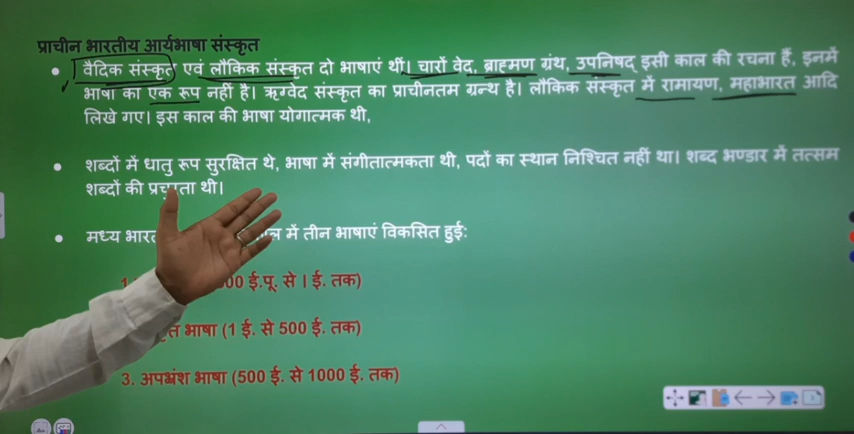 प्राचीन भारतीय आर्यभाषा संस्कृत
वैदिक संस्कृत एवं लौकिक संस्कृत दो भाषाएं थीं। चारों वेद, ब्राह्मण ग्रंथ, उपनिषद् इसी काल की रचना हैं, इनमें
भाषा का एक रूप नहीं है। ऋग्वेद संस्कृत का प्राचीनतम ग्रन्थ है। लौकिक संस्कृत में रामायण, महाभारत आदि
लिखे गए। इस काल की भाषा योगात्मक थी,
शब्दों में धातु रूप सुरक्षित थे, भाषा में संगीतात्मकता थी, पदों का स्थान निश्चित नहीं था। शब्द भण्डार में तत्सम
शब्दों की थी।
मध्य में तीन भाषाएं विकसित हुई:
ई.पू. से । ई. तक)
भाषा (1 ई. से 500 ई. तक)
3. अपभ्रंश भाषा (500 ई. से 1000 ई. तक)